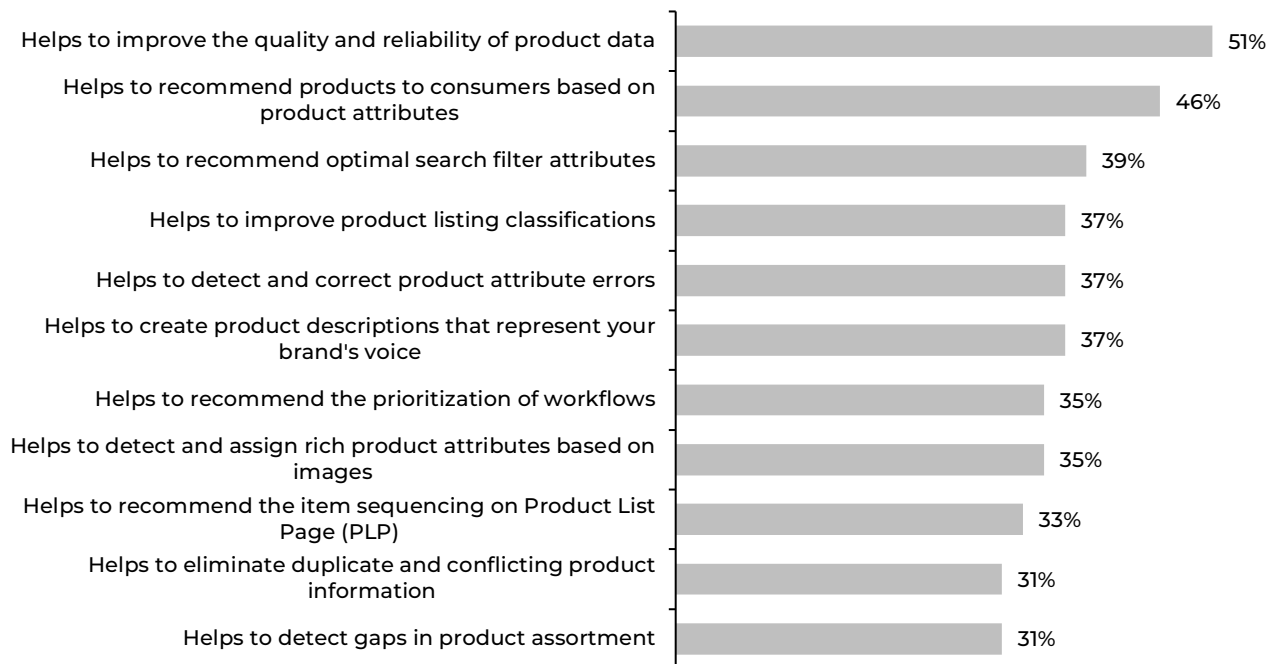 Helps to improve the quality and reliability of product data
51%
Helps to recommend products to consumers based on
product attributes
46%
Helps to recommend optimal search filter attributes
39%
Helps to improve product listing classifications
37%
Helps to detect and correct product attribute errors
37%
Helps to create product descriptions that represent your
brand's voice
37%
Helps to recommend the prioritization of workflows
35%
Helps to detect and assign rich product attributes based on
images
35%
Helps to recommend the item sequencing on Product List
Page (PLP)
33%
Helps to eliminate duplicate and conflicting product
information
31%
Helps to detect gaps in product assortment
31%